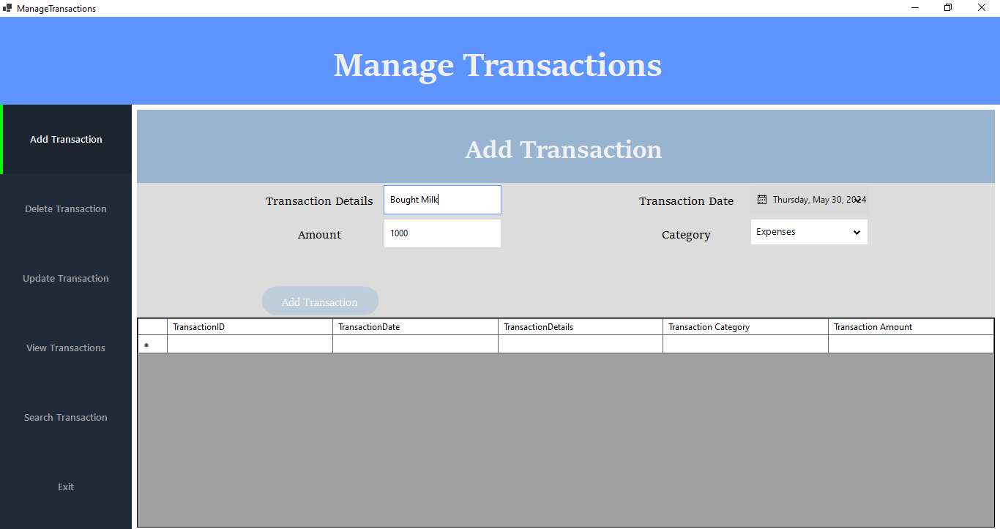 ManageTransactions
Manage Transactions
Add Transaction
Delete Transaction
Update Transaction
View Transactions
Search Transaction
Exit
Add Transaction
Transaction Details Bought Milk Transaction Date Thursday, May 30, 2024
Amount 1000 Category Expenses
Add Transaction
TransactionID TransactionDate TransactionDetails Transaction Category Transaction Amount